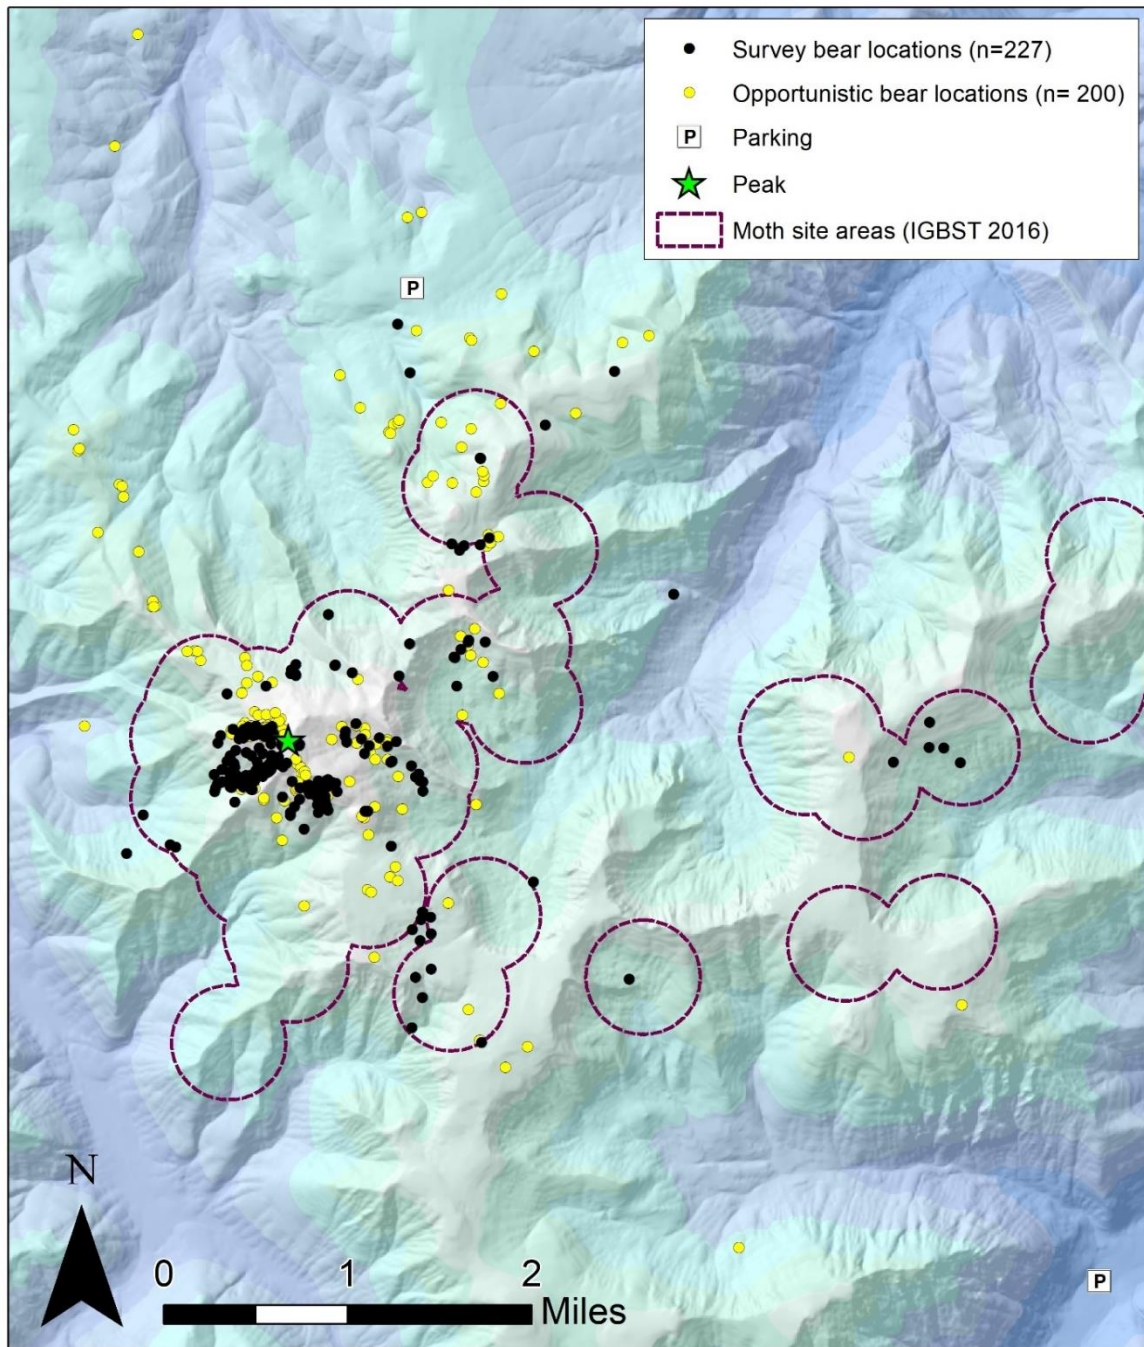 Survey bear locations (n=227)
Opportunistic bear locations (n= 200)
P Parking
Peak
Moth site areas (IGBST 2016)
P
N
0 1 2
Miles
P